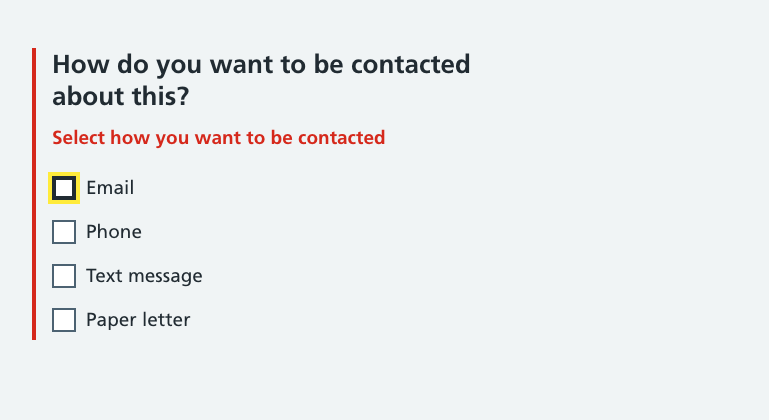 How do you want to be contacted
about this?
Select how you want to be contacted
Email
Phone
Text message
Paper letter